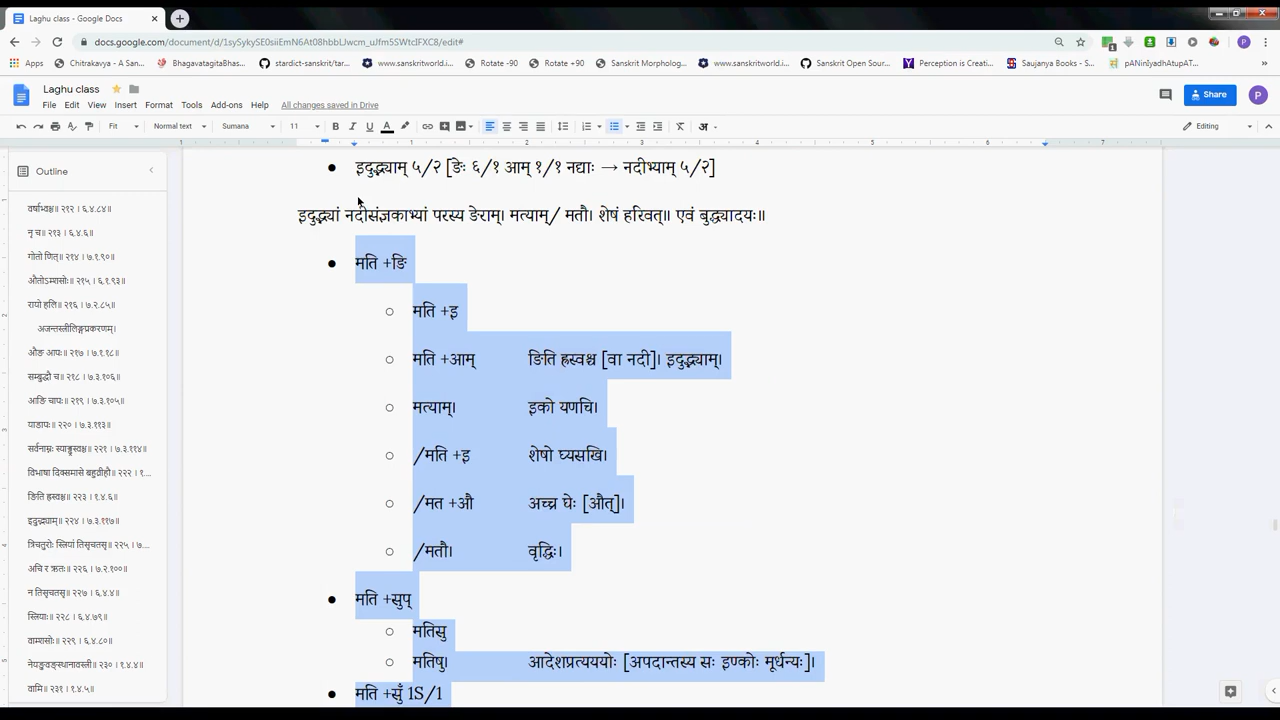 Laghu class - Google Docs
docs.google.com/document/d/1sySykySE0siiEmN6At08hbbLJwcm_uJfm5SWtcIFXC8/edit#
Apps Chitrakavya - A San... BhagavatagitaBhas... stardict-sanskrit/tar... www.sanskritworld.i... Rotate -90 Rotate +90 Sanskrit Morpholog... www.sanskritworld.i... Sanskrit Open Sour... Perception is Creati... Saujanya Books - S... pANinIyadhAtupAT...
Laghu class
File Edit View Insert Format Tools Add-ons Help All changes saved in Drive
Share
P
Fit Normal text Sumana 11 Editing
Outline
वर्षाभ्वश्च॥ २१२ । ६.४.८४॥
नृ च॥ २१३ । ६.४.६॥
गोतो णित्॥ २१४ । ७.१.९०॥
औतोऽम्शसोः॥ २१५ । ६.१.९३॥
रायो हलि॥ २१६ । ७.२.८५॥
अजन्तस्त्रीलिङ्गप्रकरणम्।
औङ आपः॥ २१७ । ७.१.१८॥
सम्बुद्धौ च॥ २१८ । ७.३.१०६॥
आङि चापः॥ २१९ । ७.३.१०५॥
याडापः॥ २२० । ७.३.११३॥
सर्वनाम्नः स्याड्ढ्रस्वश्च॥ २२१ । ७.३.११४॥
विभाषा दिक्समासे बहुव्रीहौ॥ २२२ । १....
ङिति ह्रस्वश्च॥ २२३ । १.४.६॥
इदुद्भ्याम्॥ २२४ । ७.३.११७॥
त्रिचतुरोः स्त्रियां तिसृचतसृ॥ २२५ । ७....
अचि र ऋतः॥ २२६ । ७.२.१००॥
न तिसृचतसृ॥ २२७ । ६.४.४॥
स्त्रियाः॥ २२८ । ६.४.७९॥
वाम्शसोः॥ २२९ । ६.४.८०॥
नेयङुवङ्स्थानावस्त्री॥ २३० । १.४.४॥
वामि॥ २३१ । १.४.५॥
● इदुद्भ्याम् ५/२ [ङेः ६/१ आम् १/१ नद्याः → नदीभ्याम् ५/२]
इदुद्भ्यां नदीसंज्ञकाभ्यां परस्य ङेराम्। मत्याम्/ मतौ। शेषं हरिवत्॥ एवं बुद्ध्यादयः॥
● मति +ङि
○ मति +इ
○ मति +आम् ङिति ह्रस्वश्च [वा नदी]। इदुद्भ्याम्।
○ मत्याम्। इको यणचि।
○ /मति +इ शेषो घ्यसखि।
○ /मत +औ अच्च घेः [औत्]।
○ /मतौ। वृद्धिः।
● मति +सुप्
○ मतिसु
○ मतिषु। आदेशप्रत्यययोः [अपदान्तस्य सः इण्कोः मूर्धन्यः]।
● मति +सुँ 1S/1